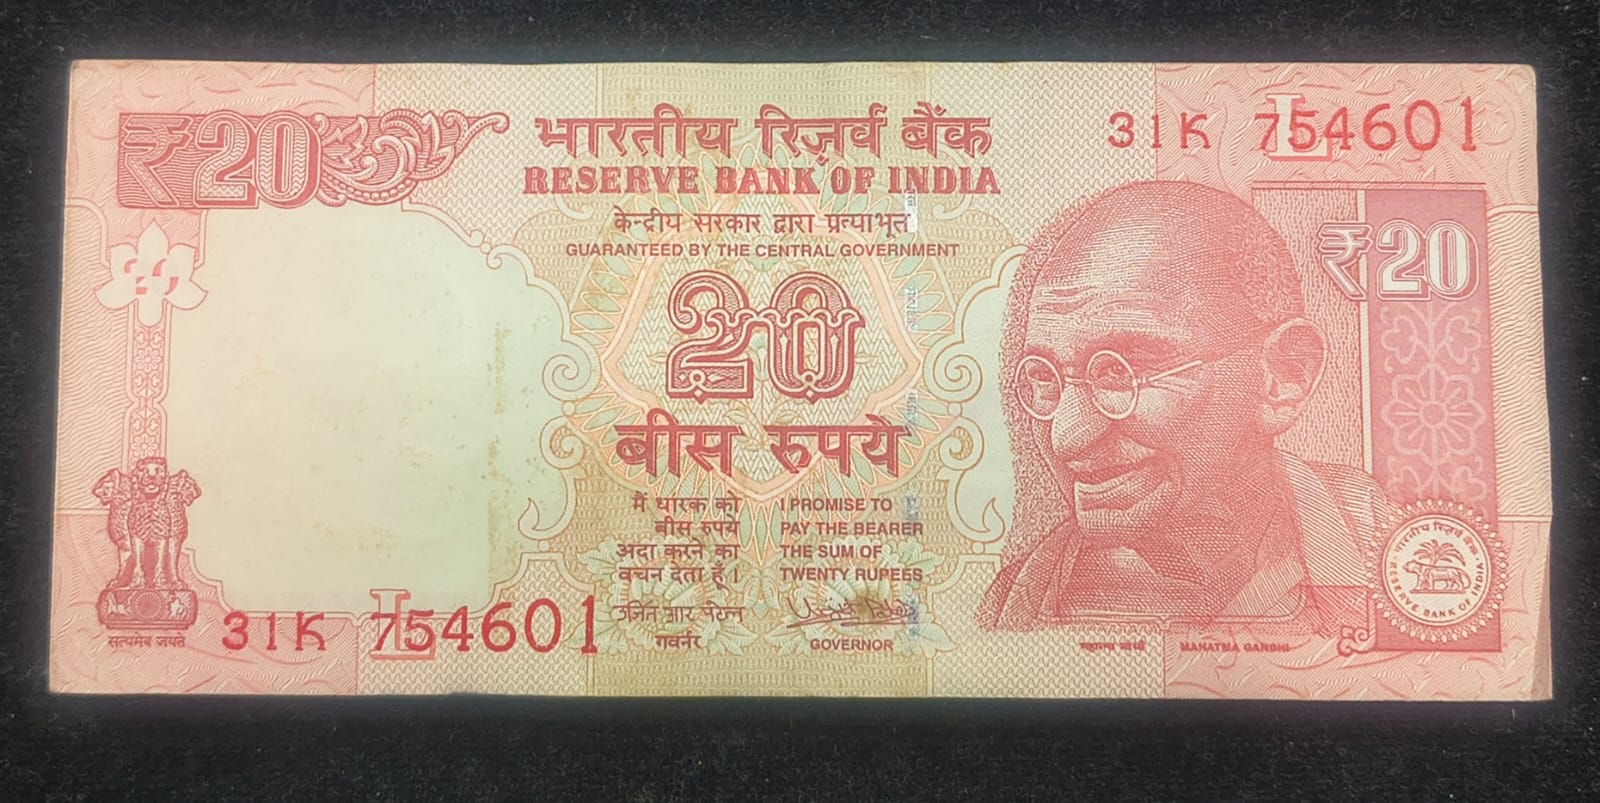 ₹20
भारतीय रिज़र्व बैंक
RESERVE BANK OF INDIA
केन्द्रीय सरकार द्वारा प्रत्याभूत
GUARANTEED BY THE CENTRAL GOVERNMENT
31K 754601
L
₹20
20
बीस रुपये
मैं धारक को
बीस रुपये
अदा करने का
वचन देता हूँ।
I PROMISE TO
PAY THE BEARER
THE SUM OF
TWENTY RUPEES
उर्जित आर पटेल
गवर्नर
GOVERNOR
सत्यमेव जयते
31K 754601
L
महात्मा गांधी
MAHATMA GANDHI
भारतीय रिज़र्व बैंक
RESERVE BANK OF INDIA